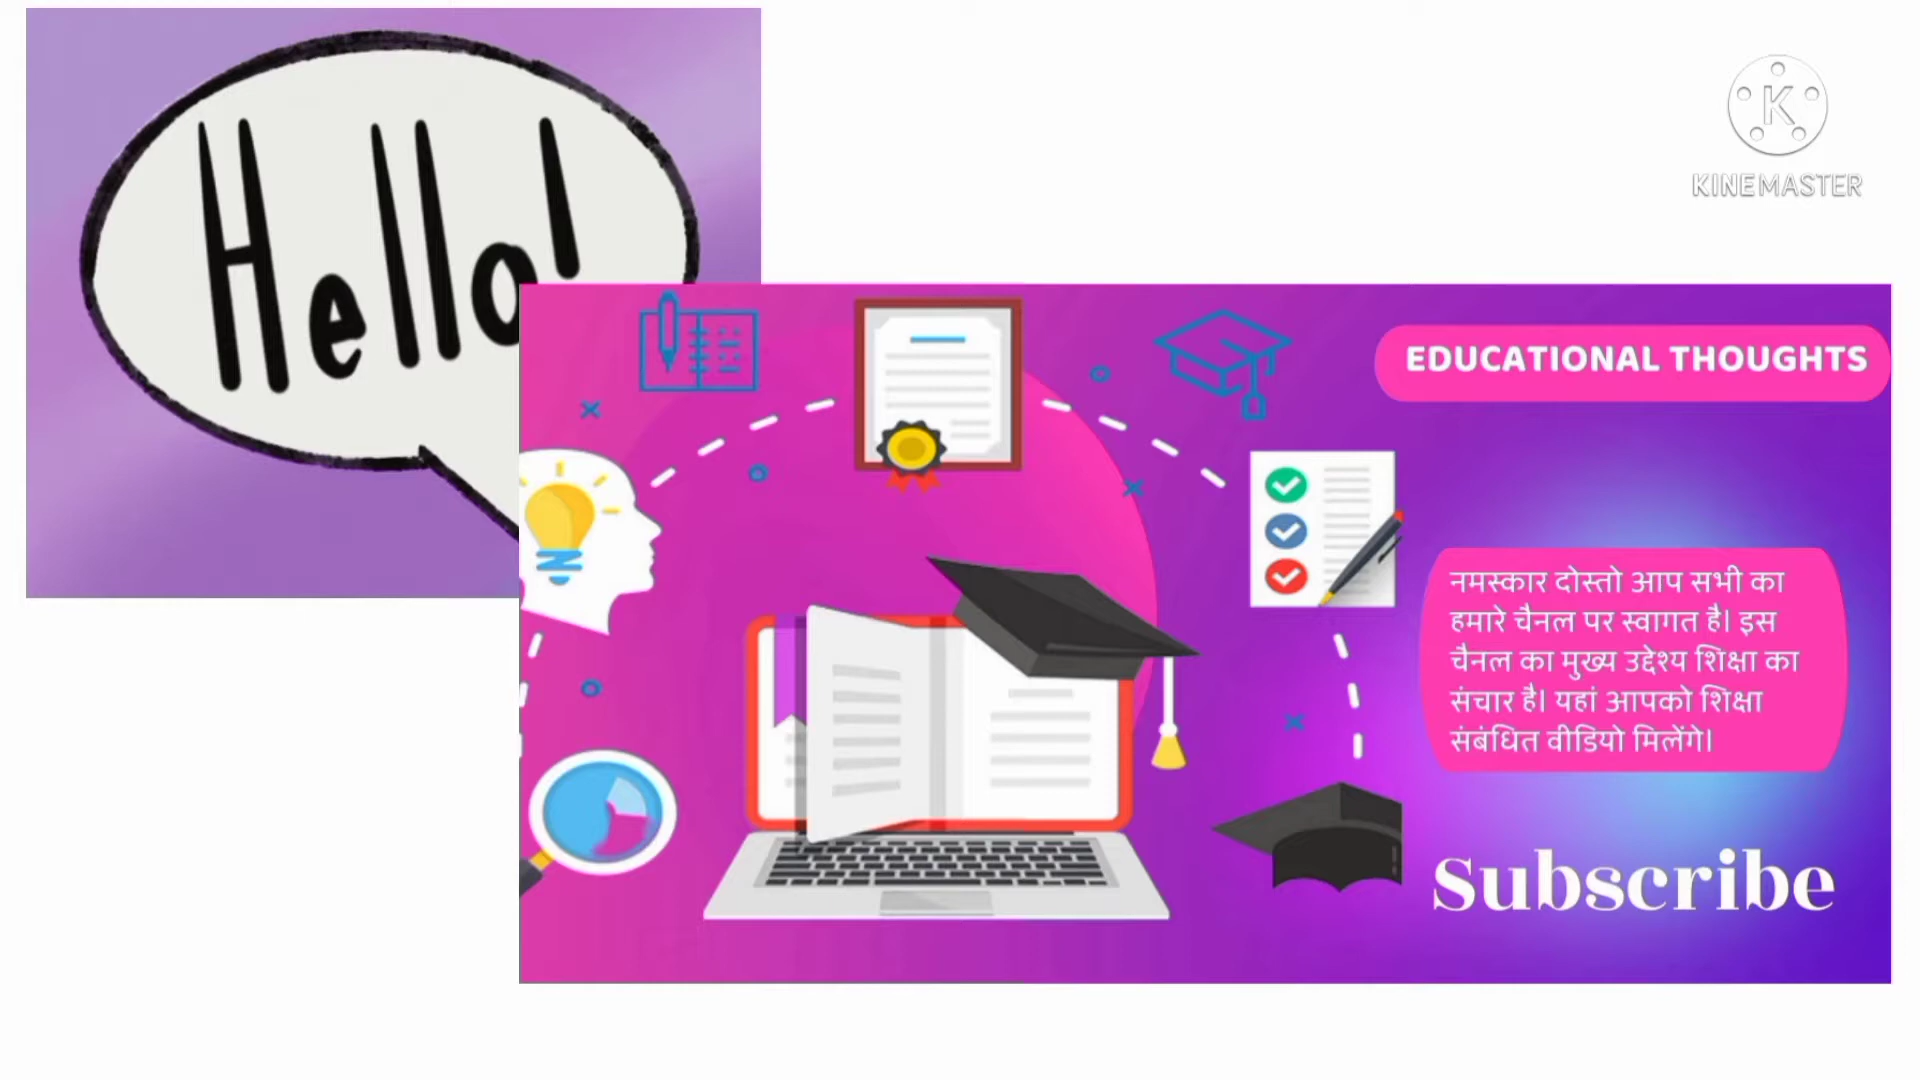 Hello!
KINEMASTER
EDUCATIONAL THOUGHTS
नमस्कार दोस्तो आप सभी का
हमारे चैनल पर स्वागत है। इस
चैनल का मुख्य उद्देश्य शिक्षा का
संचार है। यहां आपको शिक्षा
संबंधित वीडियो मिलेंगे।
Subscribe